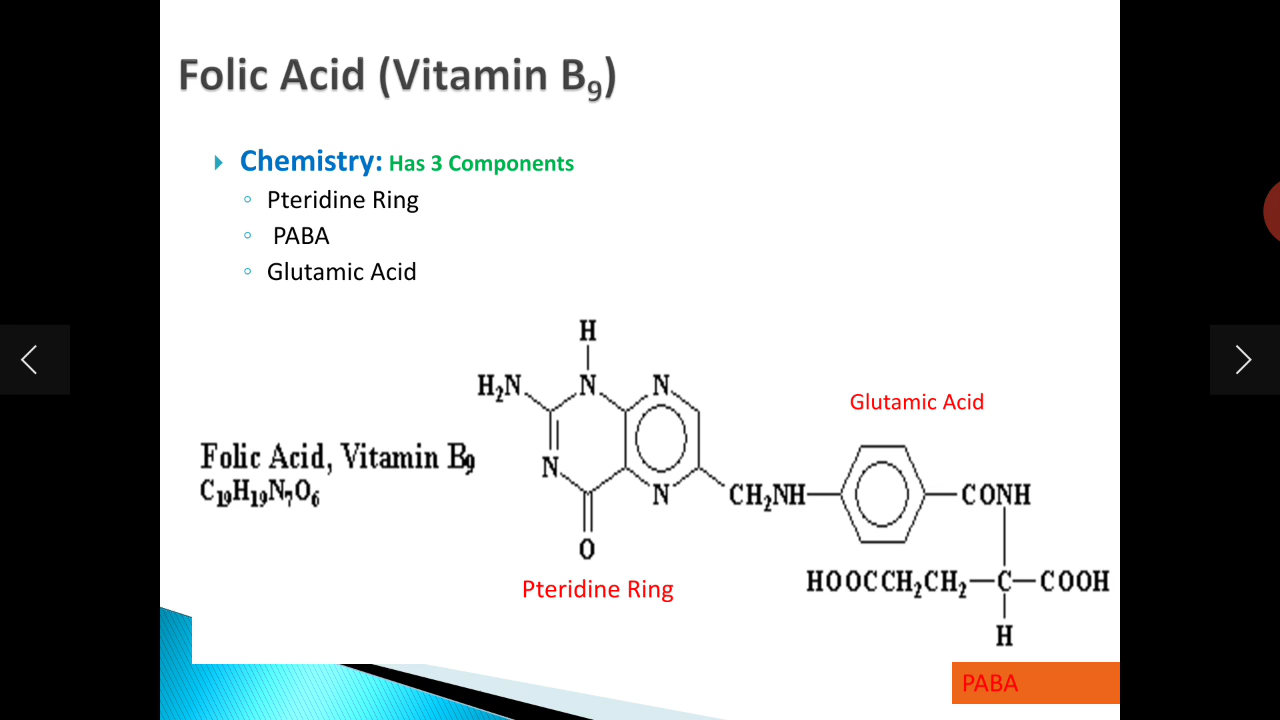 Folic Acid (Vitamin B₉)
Chemistry: Has 3 Components
Pteridine Ring
PABA
Glutamic Acid
H
H₂N N N
Glutamic Acid
Folic Acid, Vitamin B₉
N
C₁₉H₁₉N₇O₆
N CH₂NH CONH
O
Pteridine Ring
HOOCCH₂CH₂—C—COOH
H
PABA